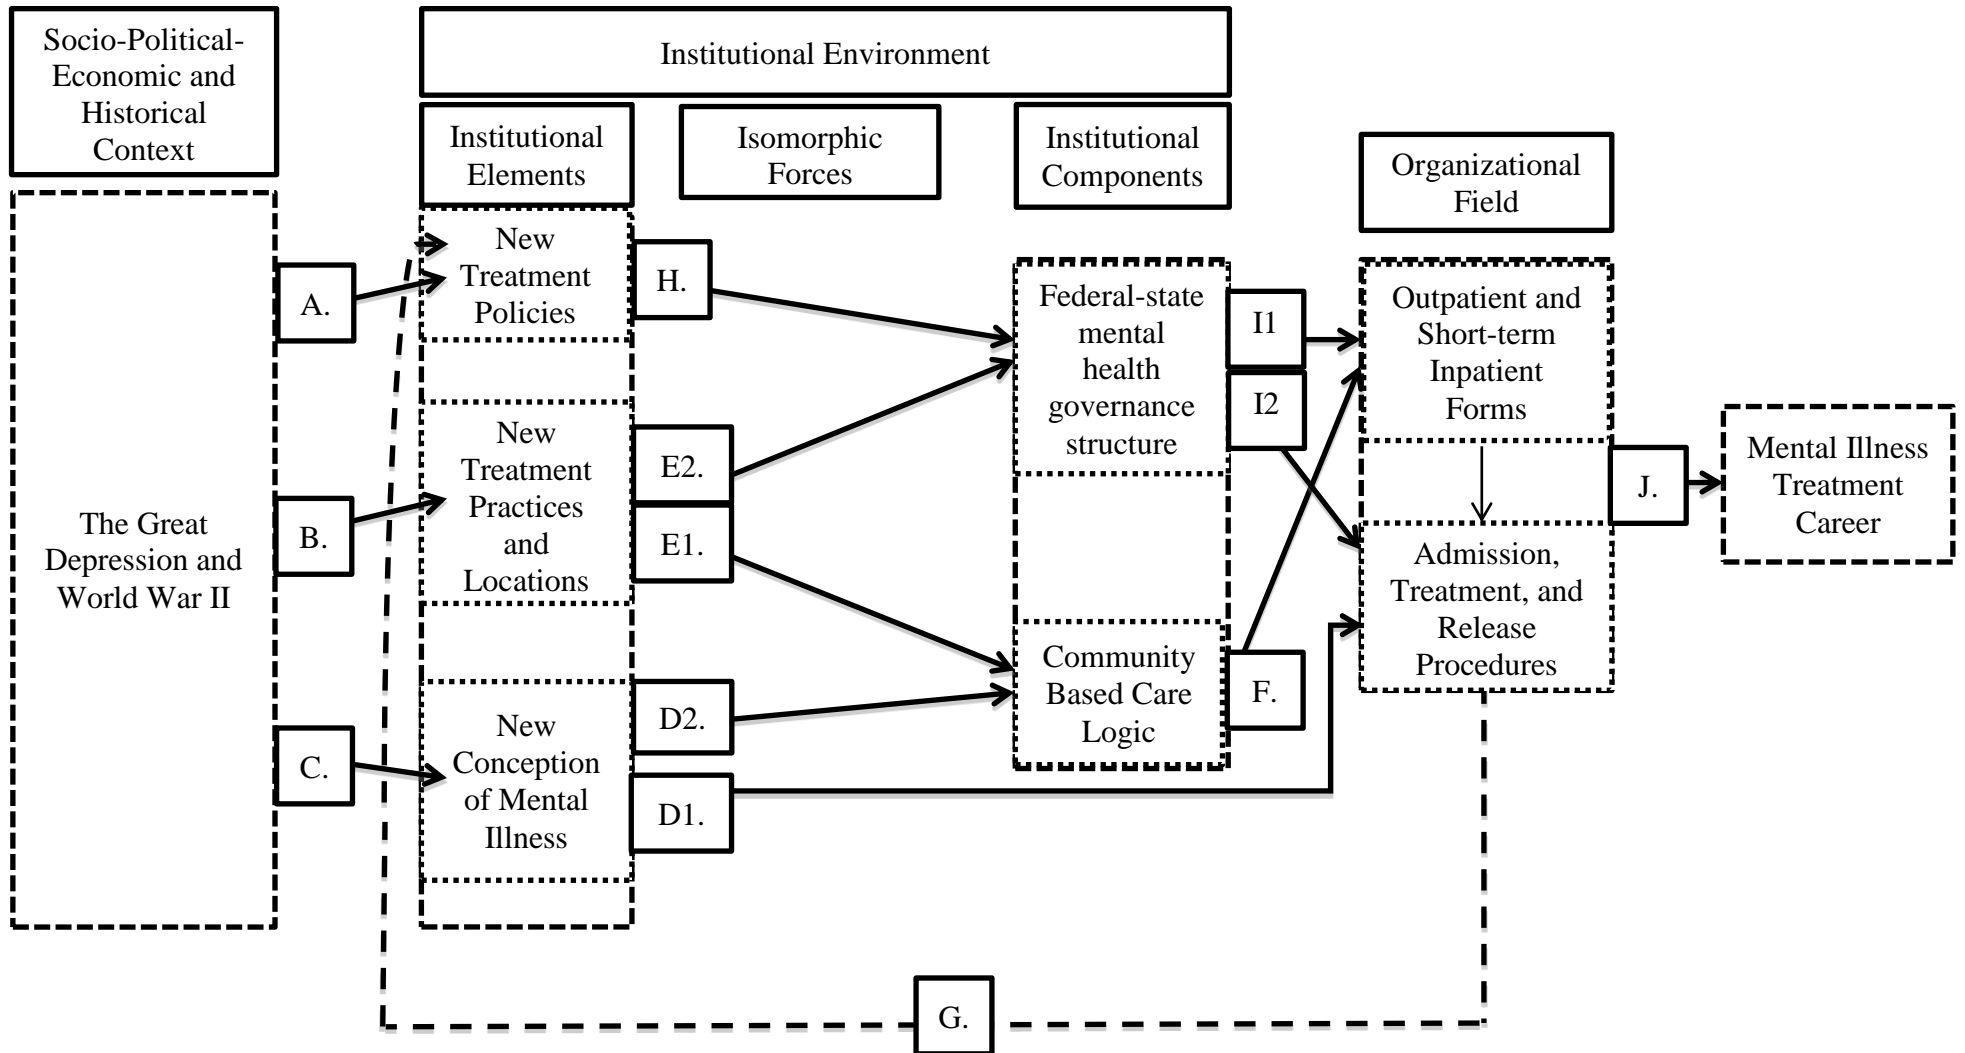 Socio-Political-
Economic and
Historical
Context
Institutional Environment
Institutional
Elements
Isomorphic
Forces
Institutional
Components
Organizational
Field
The Great
Depression and
World War II
A.
B.
C.
New
Treatment
Policies
New
Treatment
Practices
and
Locations
New
Conception
of Mental
Illness
H.
E2.
E1.
D2.
D1.
Federal-state
mental
health
governance
structure
Community
Based Care
Logic
I1
I2
F.
Outpatient and
Short-term
Inpatient
Forms
Admission,
Treatment, and
Release
Procedures
J.
Mental Illness
Treatment
Career
G.